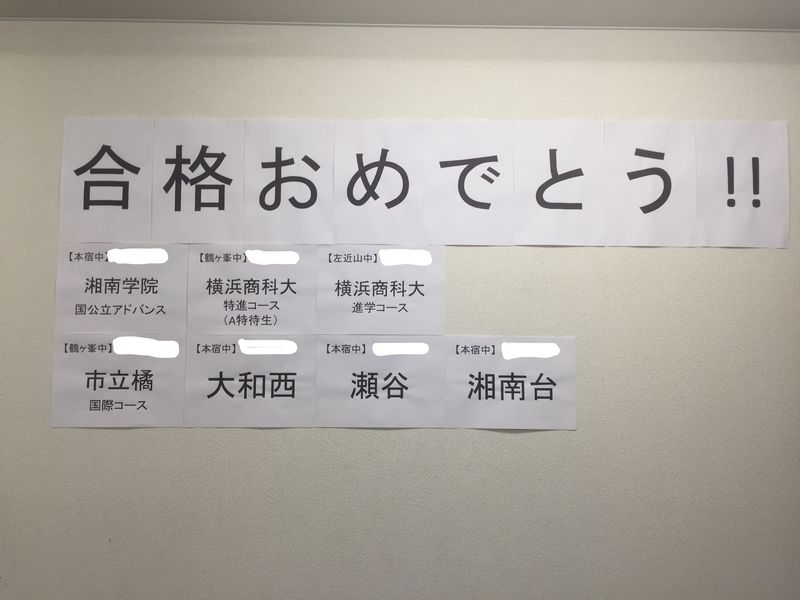 合格おめでとう!!
【本宿中】
湘南学院
国公立アドバンス
【鶴ヶ峯中】
横浜商科大
特進コース
（A特待生）
【左近山中】
横浜商科大
進学コース
【鶴ヶ峯中】
市立橘
国際コース
【本宿中】
大和西
【本宿中】
瀬谷
【本宿中】
湘南台